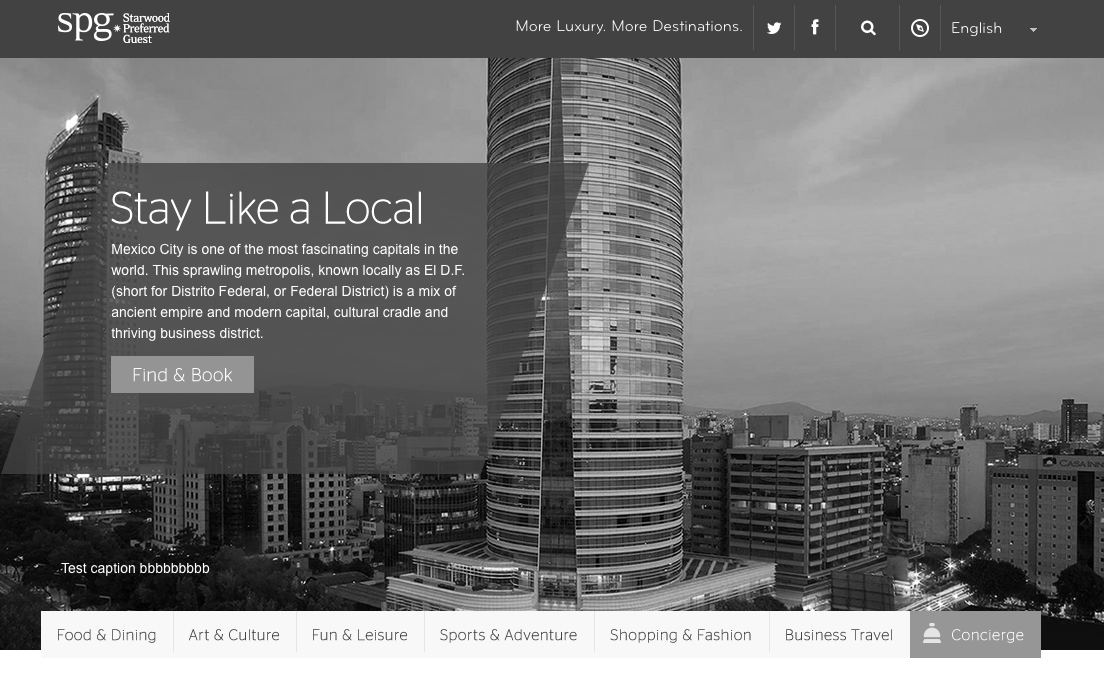 spg
Starwood
Preferred
Guest
More Luxury. More Destinations.
English
Stay Like a Local
Mexico City is one of the most fascinating capitals in the
world. This sprawling metropolis, known locally as El D.F.
(short for Distrito Federal, or Federal District) is a mix of
ancient empire and modern capital, cultural cradle and
thriving business district.
Find & Book
CASA INN
Test caption bbbbbbbbb
Food & Dining
Art & Culture
Fun & Leisure
Sports & Adventure
Shopping & Fashion
Business Travel
Concierge